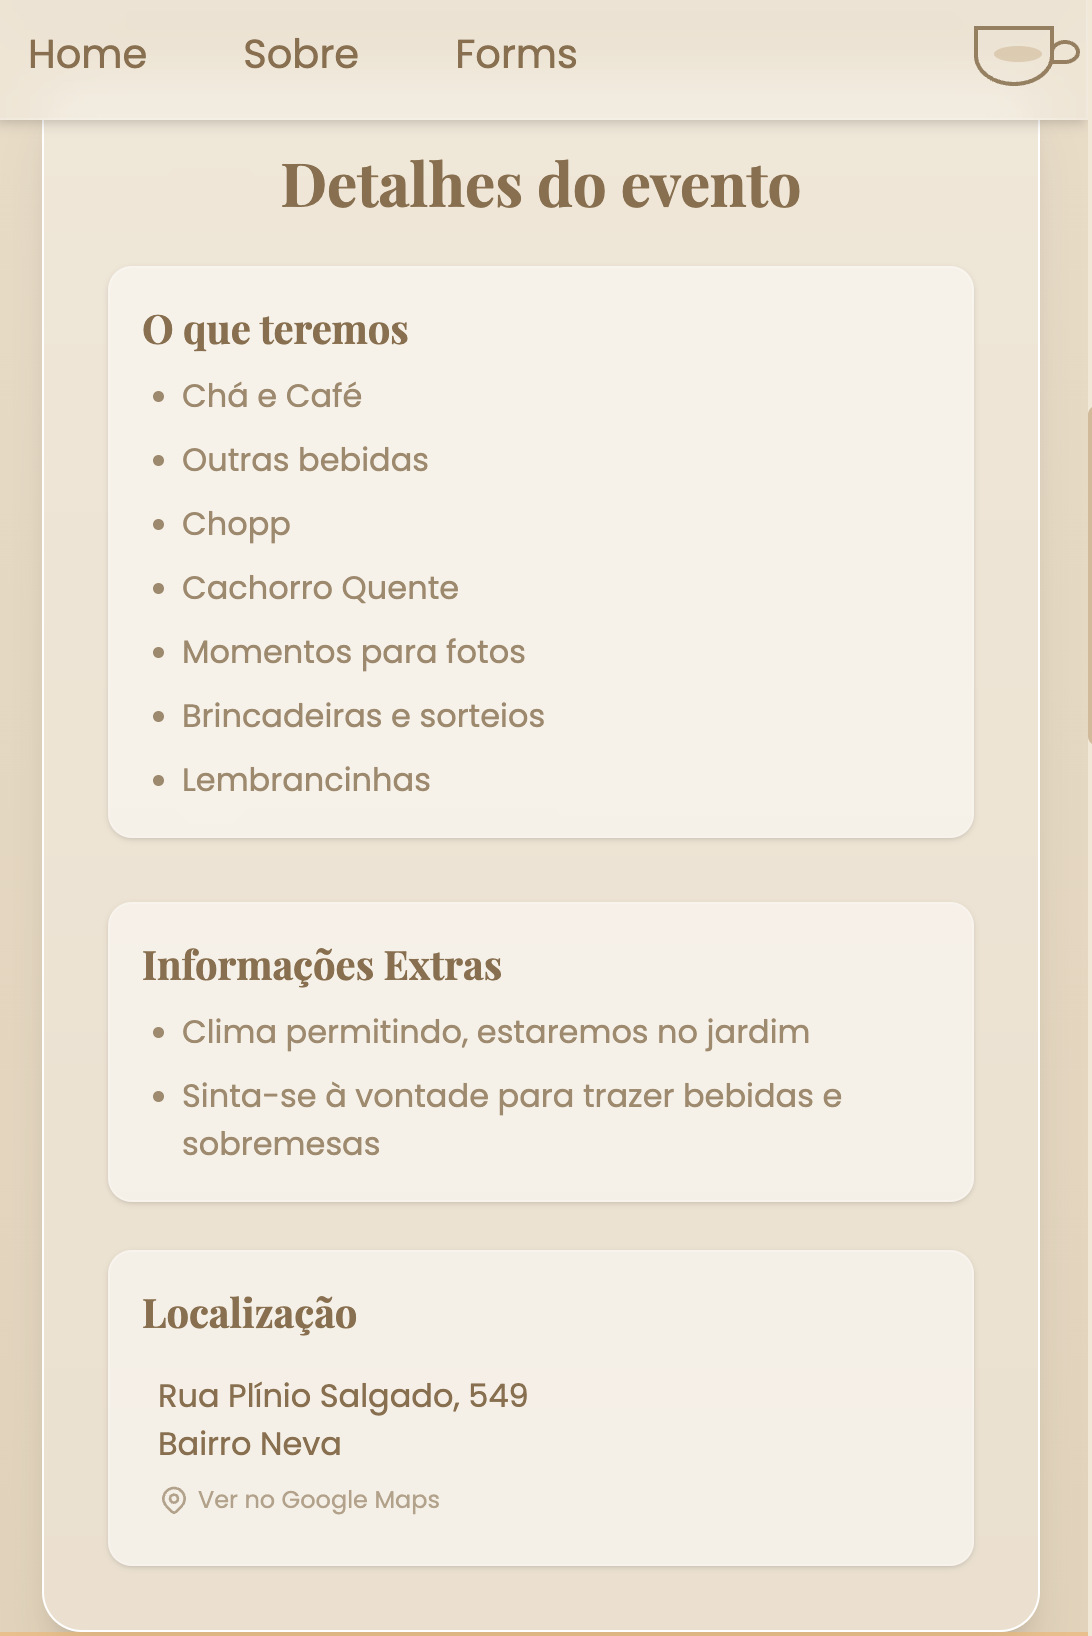 Home Sobre Forms
Detalhes do evento
O que teremos
Chá e Café
Outras bebidas
Chopp
Cachorro Quente
Momentos para fotos
Brincadeiras e sorteios
Lembrancinhas
Informações Extras
Clima permitindo, estaremos no jardim
Sinta-se à vontade para trazer bebidas e
sobremesas
Localização
Rua Plínio Salgado, 549
Bairro Neva
Ver no Google Maps